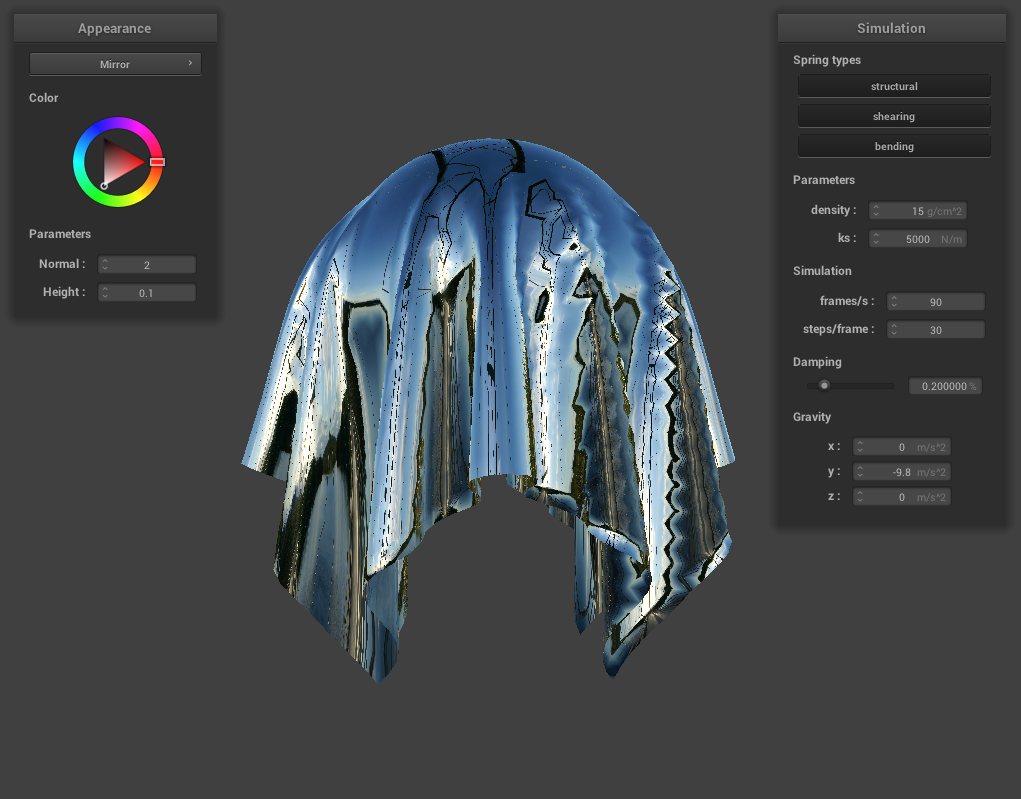 Appearance
Mirror
Color
Parameters
Normal : 2
Height : 0.1
Simulation
Spring types
structural
shearing
bending
Parameters
density : 15 g/cm^2
ks : 5000 N/m
Simulation
frames/s : 90
steps/frame : 30
Damping
0.200000 %
Gravity
x : 0 m/s^2
y : -9.8 m/s^2
z : 0 m/s^2